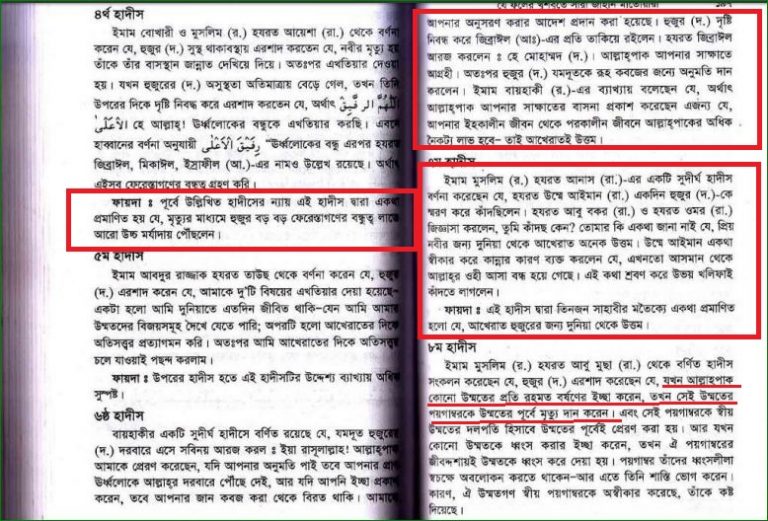 ৪র্থ হাদীস
ইমাম বোখারী ও মুসলিম (র.) হযরত আয়েশা (রা.) থেকে বর্ণনা
করেন যে, হুজুর (দ.) সুস্থ থাকাবস্থায় এরশাদ করতেন যে, নবীর মৃত্যু হয়
তাঁকে তাঁর বাসস্থান জান্নাত দেখিয়ে দিয়ে। অতঃপর এখতিয়ার দেওয়া
হয়। যখন হুজুরের (দ.) অসুস্থতা অতিমাত্রায় বেড়ে গেল, তখন তিনি
উপরের দিকে দৃষ্টি নিবদ্ধ করে এরশাদ করতেন যে, অর্থাৎ اَللّٰهُمَّ الرَّفِيْقَ
الْاَعْلٰى হে আল্লাহ! ঊর্ধ্বলোকের বন্ধুকে এখতিয়ার করছি। এবনে
হাব্বানের বর্ণনা অনুযায়ী رَفِيْقَ الْاَعْلٰى "ঊর্ধ্বলোকের বন্ধু এরপর হযরত
জিব্রাঈল, মিকাঈল, ইস্রাফীল (আ.)-এর নামও উল্লেখ রয়েছে। অর্থাৎ
এইসব ফেরেস্তাগণের বন্ধুত্ব গ্রহণ করি।
ফায়দা ঃ পূর্বে উল্লিখিত হাদীসের ন্যায় এই হাদীস দ্বারা একথা
প্রমাণিত হয় যে, মৃত্যুর মাধ্যমে হুজুর বড় বড় ফেরেস্তাগণের বন্ধুত্ব লাভে
আরো উচ্চ মর্যাদায় পৌঁছলেন।
৫ম হাদীস
ইমাম আবদুর রাজ্জাক হযরত তাউছ থেকে বর্ণনা করেন যে, হুজুর
(দ.) এরশাদ করেন যে, আমাকে দু'টি বিষয়ের এখতিয়ার দেয়া হয়েছে-
একটা হলো আমি দুনিয়াতে এতদিন জীবিত থাকি–যেন আমি আমার
উম্মতদের বিজয়সমূহ দেখে যেতে পারি; অপরটি হলো আখেরাতের দিকে
অতিসত্ত্বর প্রত্যাগমন করি। অতঃপর আমি আখেরাতের দিকে অতিসত্ত্বর
চলে যাওয়াই পছন্দ করলাম।
ফায়দা ঃ উপরের হাদীস হতে এই হাদীসটির উদ্দেশ্য ব্যাখ্যায় অধিক
সুস্পষ্ট।
৬ষ্ঠ হাদীস
বায়হাকীর একটি সুদীর্ঘ হাদীসে বর্ণিত রয়েছে যে, যমদূত হুজুরের
(দ.) দরবারে এসে সবিনয় আরজ করল ঃ ইয়া রাসূলাল্লাহ! আল্লাহপাক
আমাকে প্রেরণ করেছেন, যদি আপনার অনুমতি পাই তবে আপনার প্রাণ
ঊর্ধ্বলোকে আল্লাহ্‌র দরবারে পৌঁছে দেই, আর যদি আপনি ইচ্ছা প্রকাশ
করেন, তবে আপনার জান কবজ করা থেকে বিরত থাকি। আমাকে
যে ফুলের খুশবুতে সারা জাহান মাতোয়ারা
আপনার অনুসরণ করার আদেশ প্রদান করা হয়েছে। হুজুর (দ.) দৃষ্টি
নিবদ্ধ করে জিব্রাঈল (আঃ)-এর প্রতি তাকিয়ে রইলেন। হযরত জিব্রাঈল
আরজ করলেন ঃ হে মোহাম্মদ (দ.)। আল্লাহ্‌পাক আপনার সাক্ষাতে
আগ্রহী। অতঃপর হুজুর (দ.) যমদূতকে রূহ কবজের জন্যে অনুমতি দান
করলেন। ইমাম বায়হাকী (র.)-এর ব্যাখ্যায় বলেছেন যে, অর্থাৎ
আল্লাহ্‌পাক আপনার সাক্ষাতের বাসনা প্রকাশ করেছেন এজন্যে যে,
আপনার ইহকালীন জীবন থেকে পরকালীন জীবনে আল্লাহ্‌পাকের অধিক
নৈকট্য লাভ হবে– তাই আখেরাতই উত্তম।
৭ম হাদীস
ইমাম মুসলিম (র.) হযরত আনাস (রা.)-এর একটি সুদীর্ঘ হাদীস
বর্ণনা করেছেন যে, হযরত উম্মে আইমান (রা.) একদিন হুজুর (দ.)-কে
স্মরণ করে কাঁদছিলেন। হযরত আবু বকর (রা.) ও হযরত ওমর (রা.)
জিজ্ঞাসা করলেন, তুমি কাঁদছ কেন? তোমার কি একথা জানা নাই যে, প্রিয়
নবীর জন্য দুনিয়া থেকে আখেরাত অনেক উত্তম। উম্মে আইমান একথা
স্বীকার করে কান্নার কারণ ব্যক্ত করলেন যে, এখনতো আসমান থেকে
আল্লাহ্‌র ওহী আসা বন্ধ হয়ে গেছে। এই কথা শ্রবণ করে উভয় খলিফাই
কাঁদতে লাগলেন।
ফায়দা ঃ এই হাদীস দ্বারা তিনজন সাহাবীর মতৈক্যে একথা প্রমাণিত
হলো যে, আখেরাত হুজুরের জন্য দুনিয়া থেকে উত্তম।
৮ম হাদীস
ইমাম মুসলিম (র.) হযরত আবু মুছা (রা.) থেকে বর্ণিত হাদীস
সংকলন করেছেন যে, হুজুর (দ.) এরশাদ করেছেন যে, যখন আল্লাহপাক
কোনো উম্মতের প্রতি রহমত বর্ষণের ইচ্ছা করেন, তখন সেই উম্মতের
পয়গাম্বরকে উম্মতের পূর্বে মৃত্যু দান করেন। এবং সেই পয়গাম্বরকে স্বীয়
উম্মতের দলপতি হিসাবে উম্মতের পূর্বেই প্রেরণ করা হয়। আর যখন
কোনো উম্মতকে ধ্বংস করার ইচ্ছা করেন, তখন ঐ পয়গাম্বরের
জীবদ্দশায়ই উম্মতকে ধ্বংস করে দেয়া হয়। পয়গাম্বর তাঁদের ধ্বংসলীলা
স্বচক্ষে অবলোকন করতে থাকেন–আর এতে তিনি শান্তি ভোগ করেন।
কারণ, ঐ উম্মতগণ স্বীয় পয়গাম্বরকে অস্বীকার করেছে, তাঁকে কষ্ট
দিয়েছে।